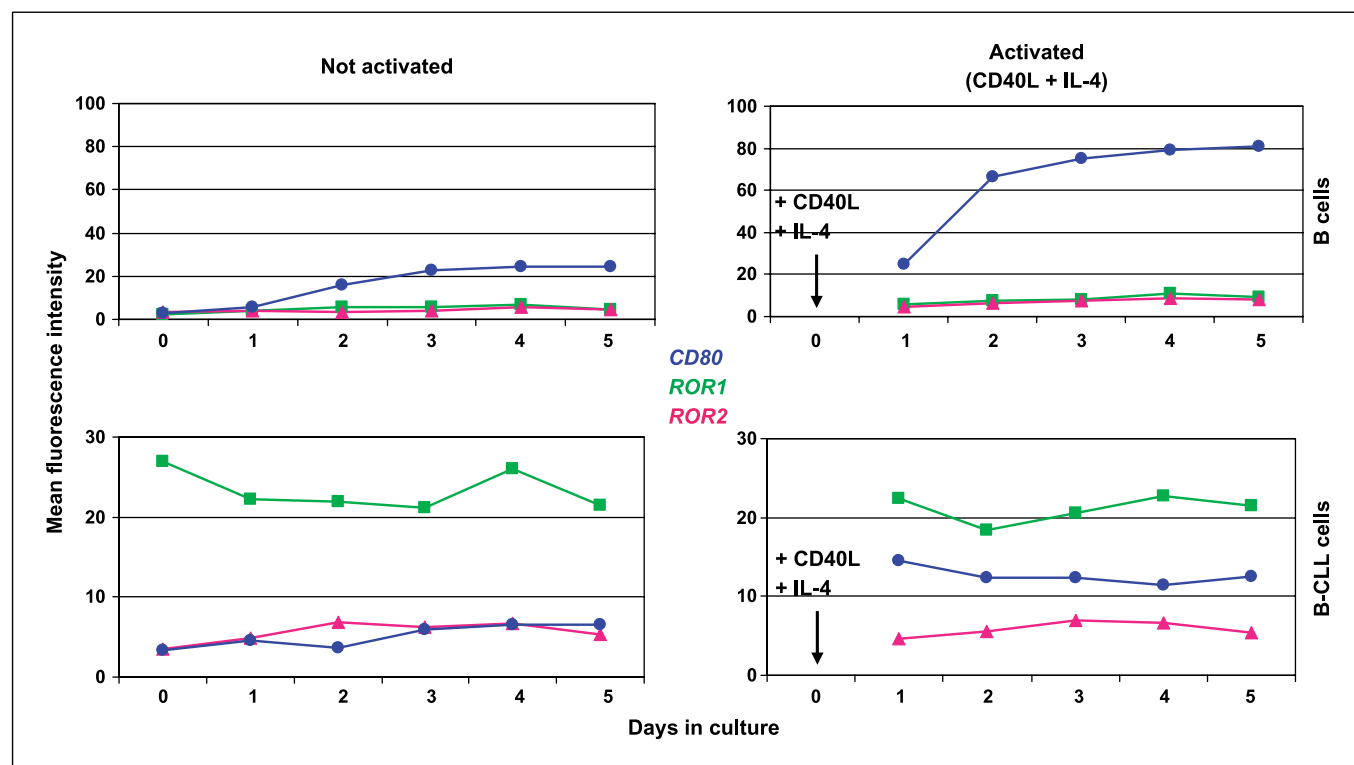 Not activated
Activated
(CD40L + IL-4)
Mean fluorescence intensity
100
80
60
40
20
0
0 1 2 3 4 5
100
80
60
40
20
0
+ CD40L
+ IL-4
0 1 2 3 4 5
B cells
CD80
ROR1
ROR2
30
20
10
0
0 1 2 3 4 5
30
20
10
0
+ CD40L
+ IL-4
0 1 2 3 4 5
B-CLL cells
Days in culture